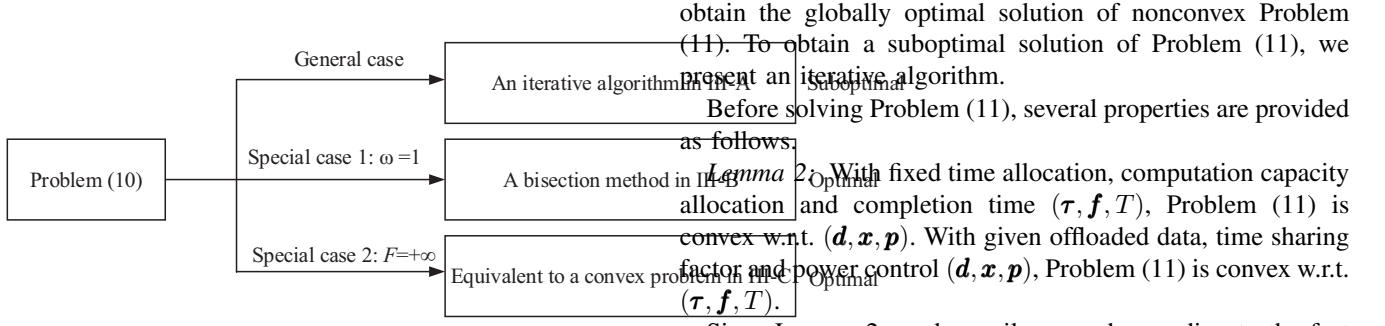 General case
An iterative algorithm in III-A
Suboptimal
Special case 1: ω =1
Problem (10)
A bisection method in III-B
Optimal
Special case 2: F=+∞
Equivalent to a convex problem in III-C
Optimal
obtain the globally optimal solution of nonconvex Problem
(11). To obtain a suboptimal solution of Problem (11), we
present an iterative algorithm.
Before solving Problem (11), several properties are provided
as follows.
Lemma 2: With fixed time allocation, computation capacity
allocation and completion time (τ, f, T), Problem (11) is
convex w.r.t. (d, x, p). With given offloaded data, time sharing
factor and power control (d, x, p), Problem (11) is convex w.r.t.
(τ, f, T).